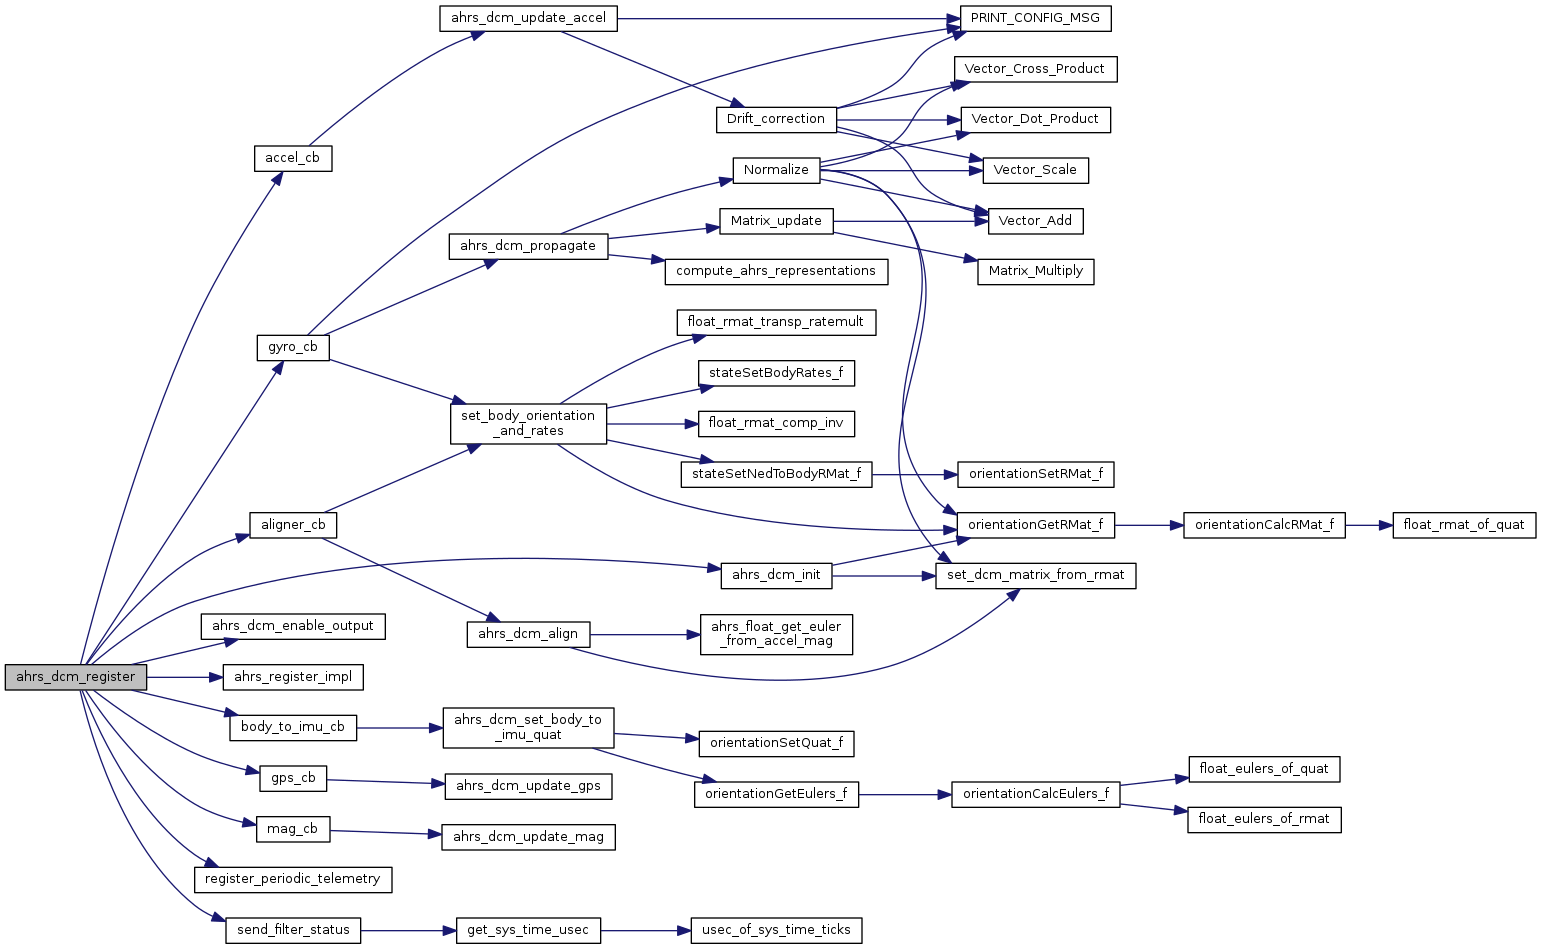 ahrs_dcm_update_accel
PRINT_CONFIG_MSG
Vector_Cross_Product
Drift_correction
Vector_Dot_Product
accel_cb
Normalize
Vector_Scale
Matrix_update
Vector_Add
ahrs_dcm_propagate
compute_ahrs_representations
Matrix_Multiply
float_rmat_transp_ratemult
gyro_cb
stateSetBodyRates_f
set_body_orientation
_and_rates
float_rmat_comp_inv
stateSetNedToBodyRMat_f
orientationSetRMat_f
aligner_cb
orientationGetRMat_f
orientationCalcRMat_f
float_rmat_of_quat
ahrs_dcm_init
set_dcm_matrix_from_rmat
ahrs_dcm_enable_output
ahrs_dcm_align
ahrs_float_get_euler
_from_accel_mag
ahrs_dcm_register
ahrs_register_impl
body_to_imu_cb
ahrs_dcm_set_body_to
_imu_quat
orientationSetQuat_f
float_eulers_of_quat
gps_cb
ahrs_dcm_update_gps
orientationGetEulers_f
orientationCalcEulers_f
float_eulers_of_rmat
mag_cb
ahrs_dcm_update_mag
register_periodic_telemetry
send_filter_status
get_sys_time_usec
usec_of_sys_time_ticks